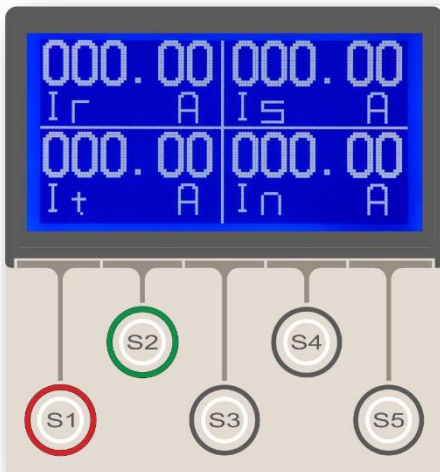 000.00 000.00
Ir A Is A
000.00 000.00
It A In A
S2 S4
S1 S3 S5